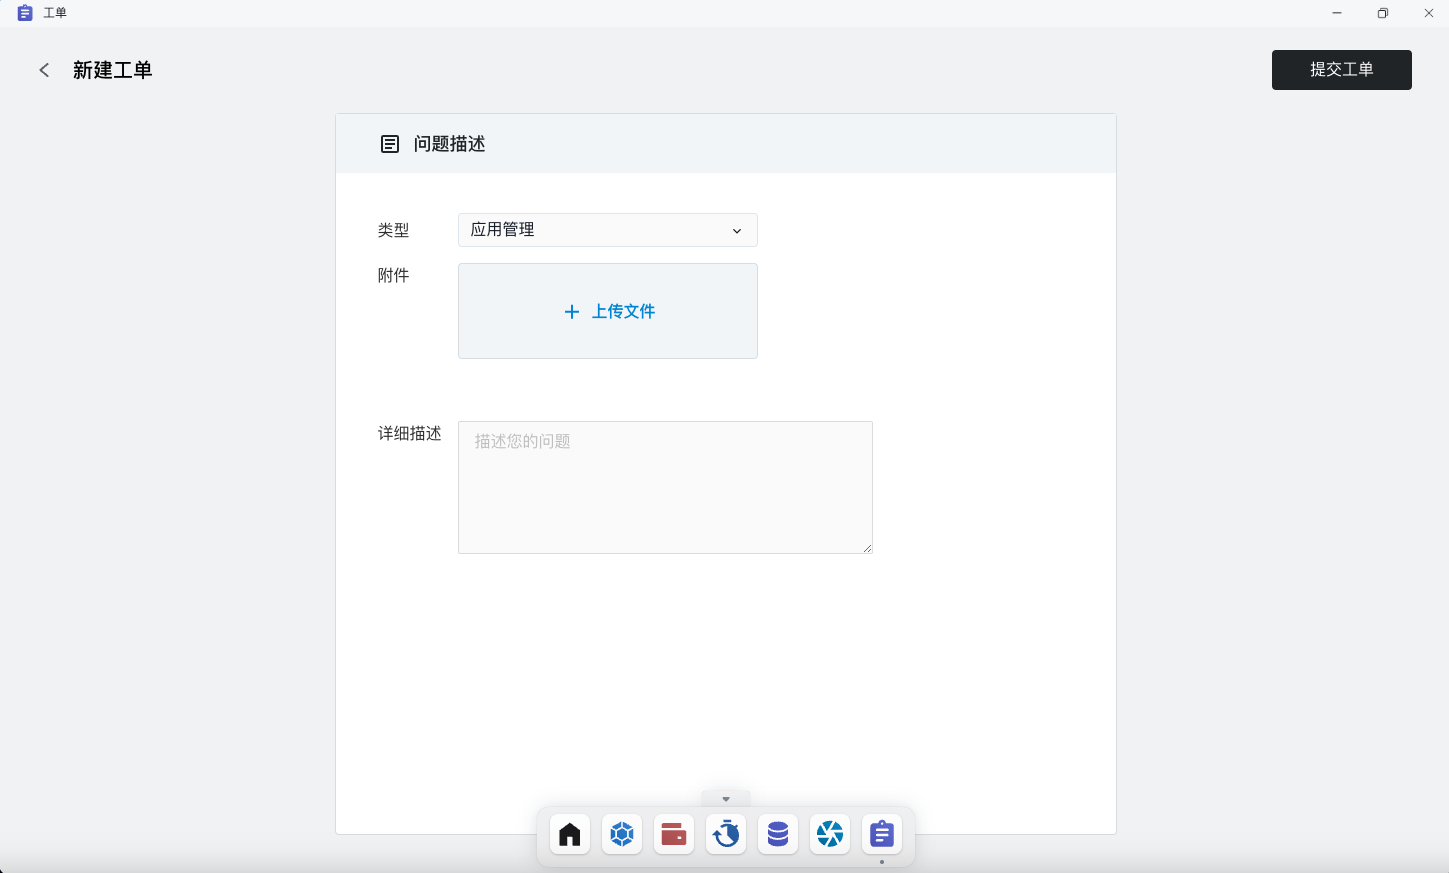 工单
新建工单
提交工单
问题描述
类型
应用管理
附件
上传文件
详细描述
描述您的问题